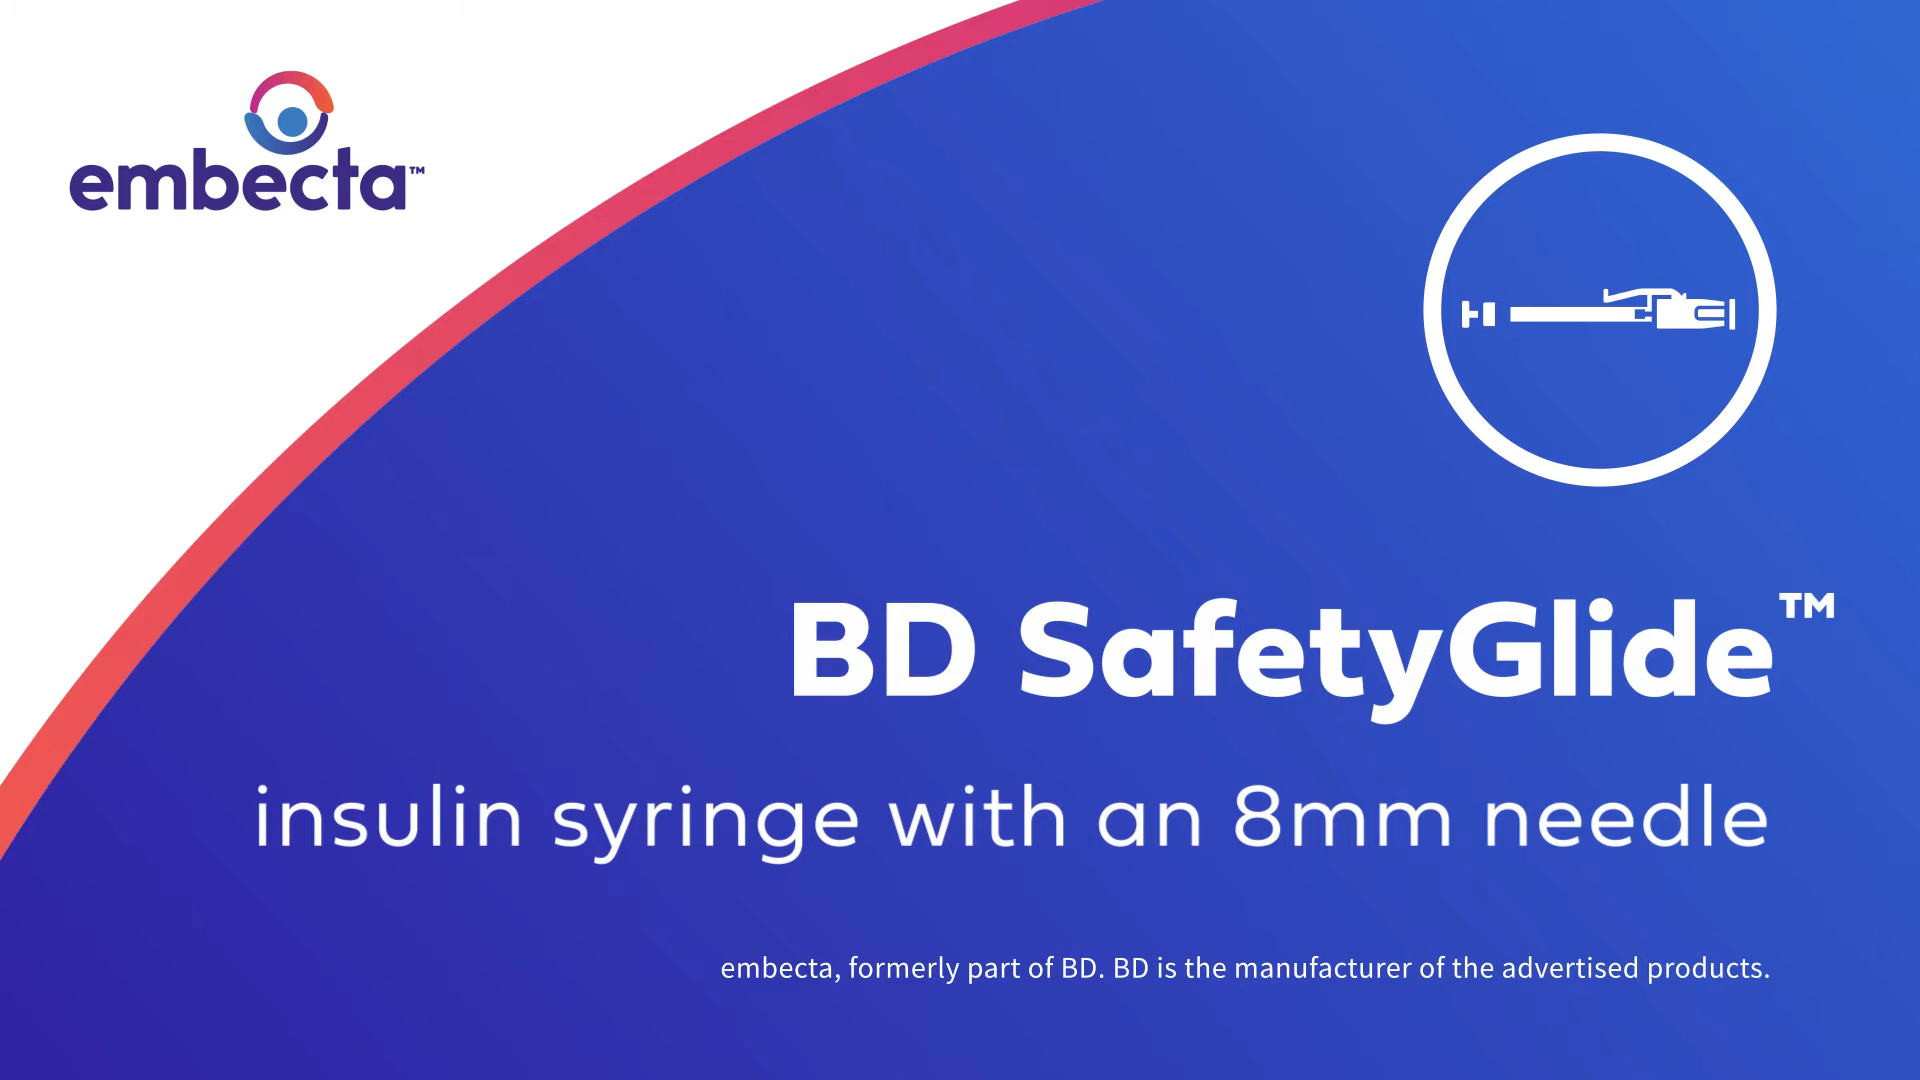 embecta™
BD SafetyGlide™
insulin syringe with an 8mm needle
embecta, formerly part of BD. BD is the manufacturer of the advertised products.